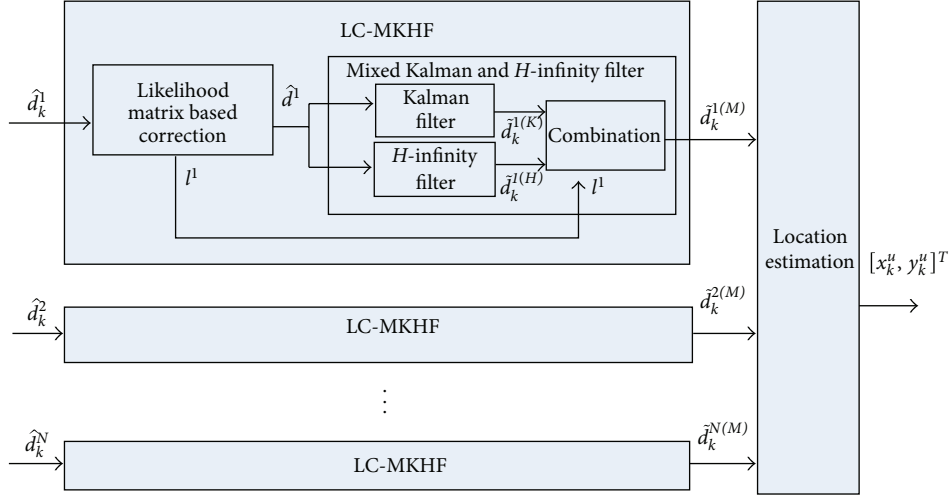 LC-MKHF
Mixed Kalman and H-infinity filter
Likelihood
matrix based
correction
Kalman
filter
H-infinity
filter
Combination
d̂_k^1
d̂^1
d̃_k^{1(K)}
d̃_k^{1(H)}
d̃_k^{1(M)}
l^1
l^1
Location
estimation
[x_k^u, y_k^u]^T
d̂_k^2
LC-MKHF
d̃_k^{2(M)}
⋮
d̂_k^N
LC-MKHF
d̃_k^{N(M)}